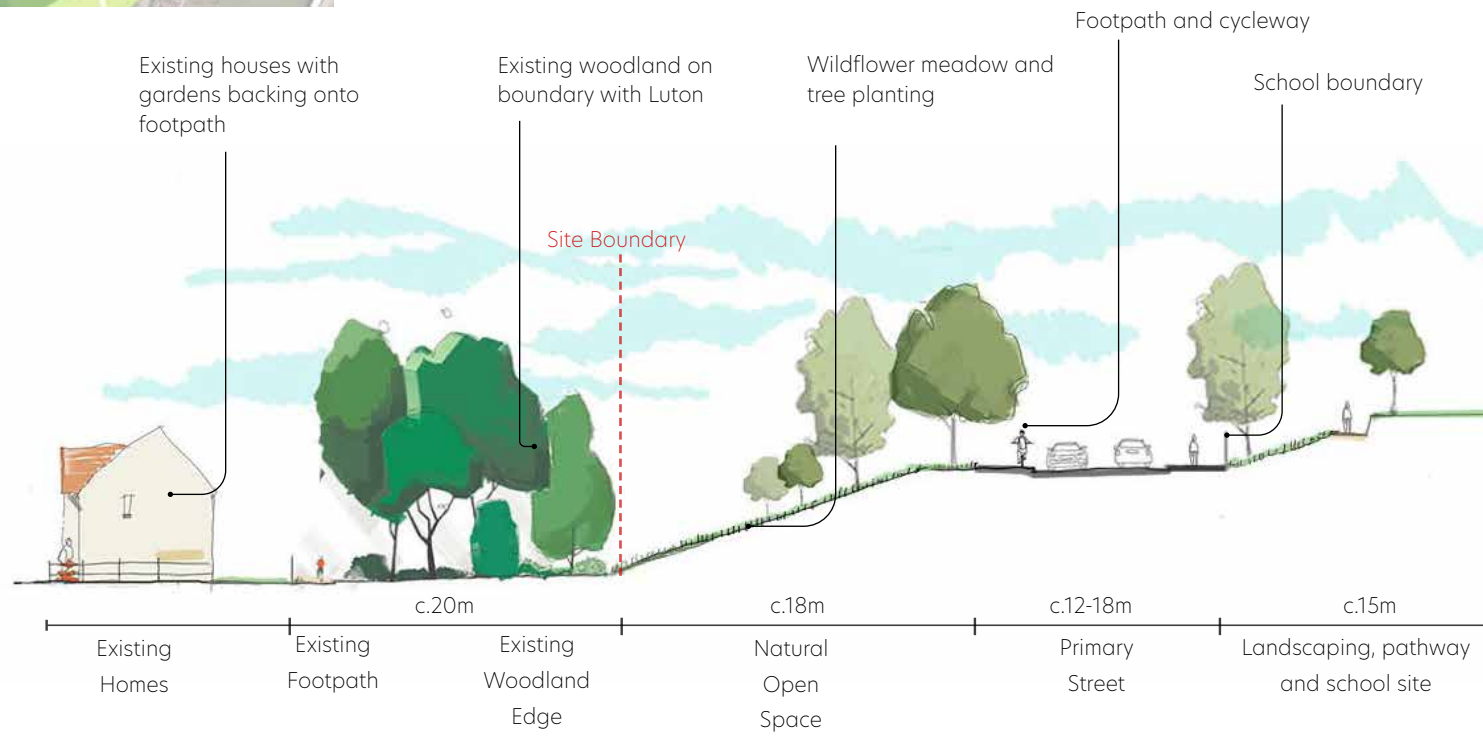 Footpath and cycleway
Existing houses with
gardens backing onto
footpath
Existing woodland on
boundary with Luton
Wildflower meadow and
tree planting
School boundary
Site Boundary
c.20m
c.18m
c.12-18m
c.15m
Existing
Homes
Existing
Footpath
Existing
Woodland
Edge
Natural
Open
Space
Primary
Street
Landscaping, pathway
and school site